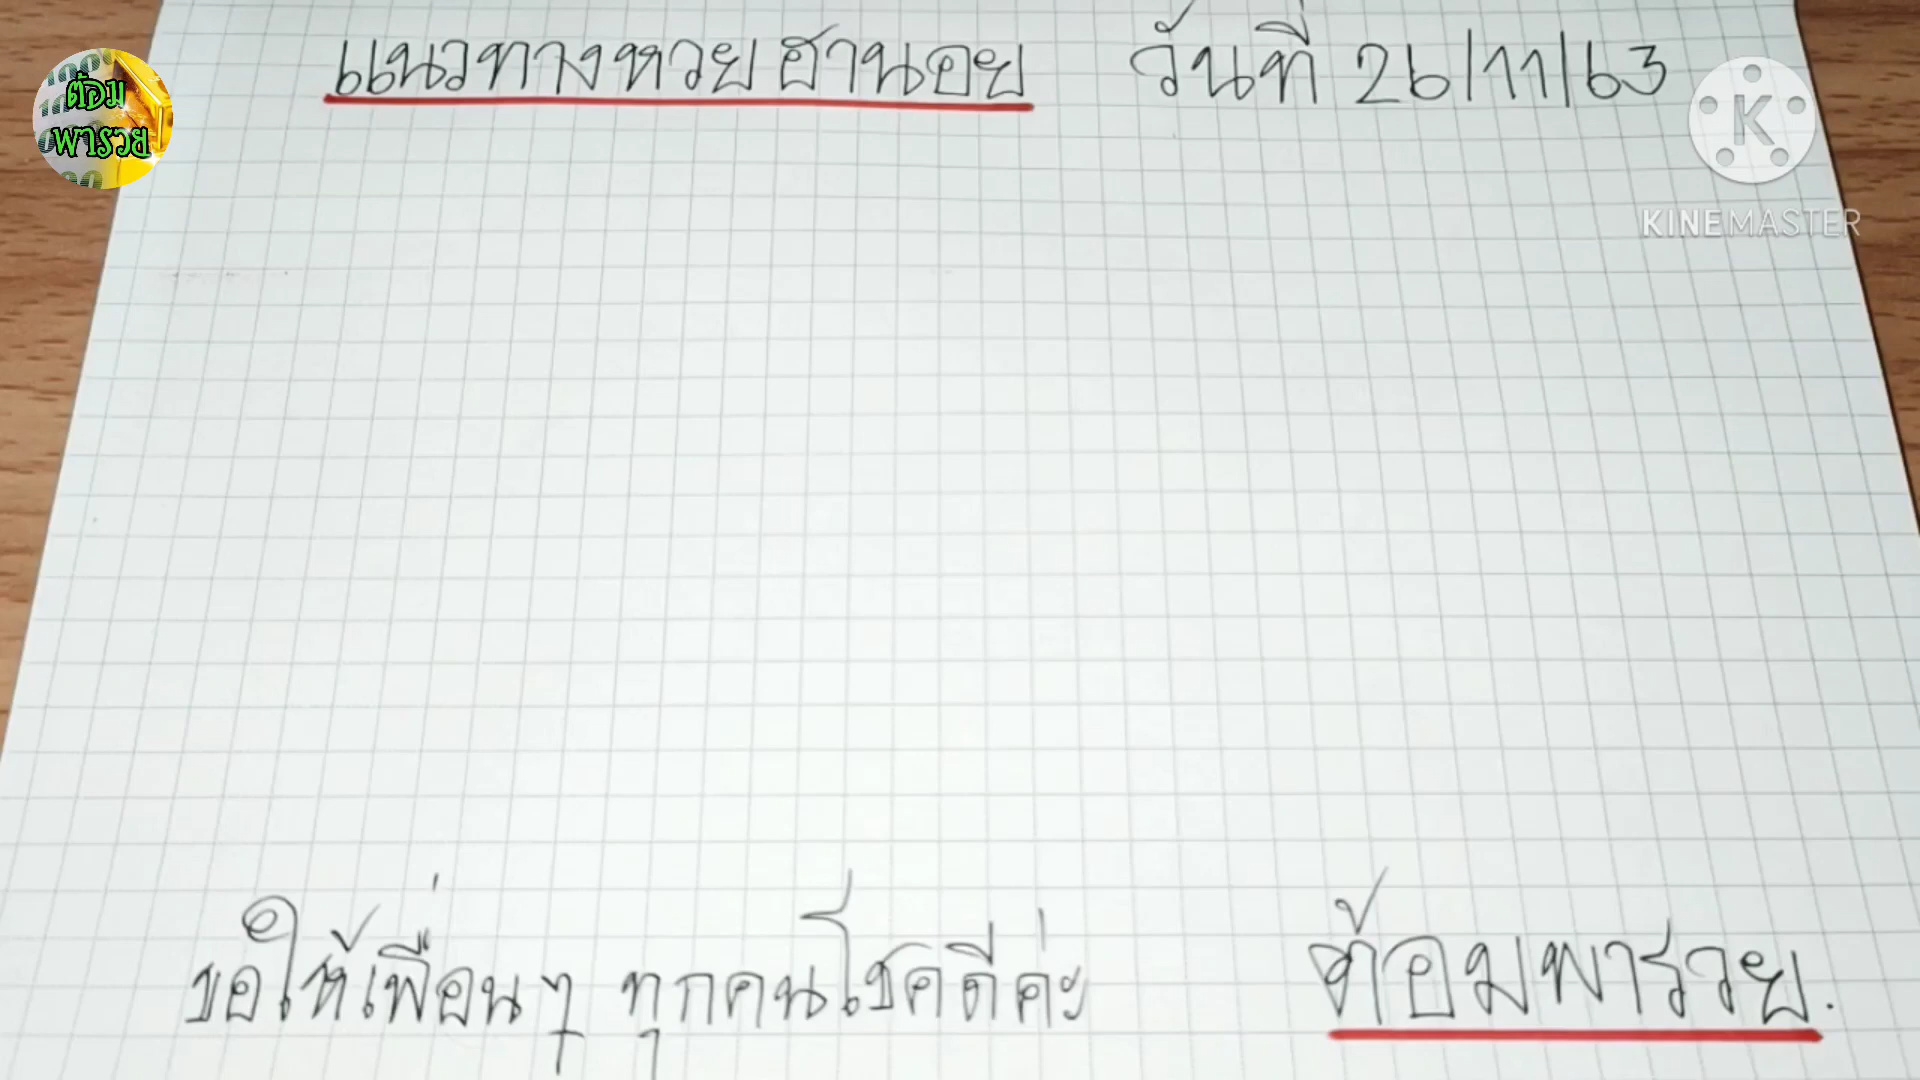 แนวทางหวยฮานอย วันที่ 26/11/63
ต้อม
พารวย
K
KINEMASTER
ขอให้เพื่อนๆ ทุกคนโชคดีค่ะ
ต้อมพารวย.